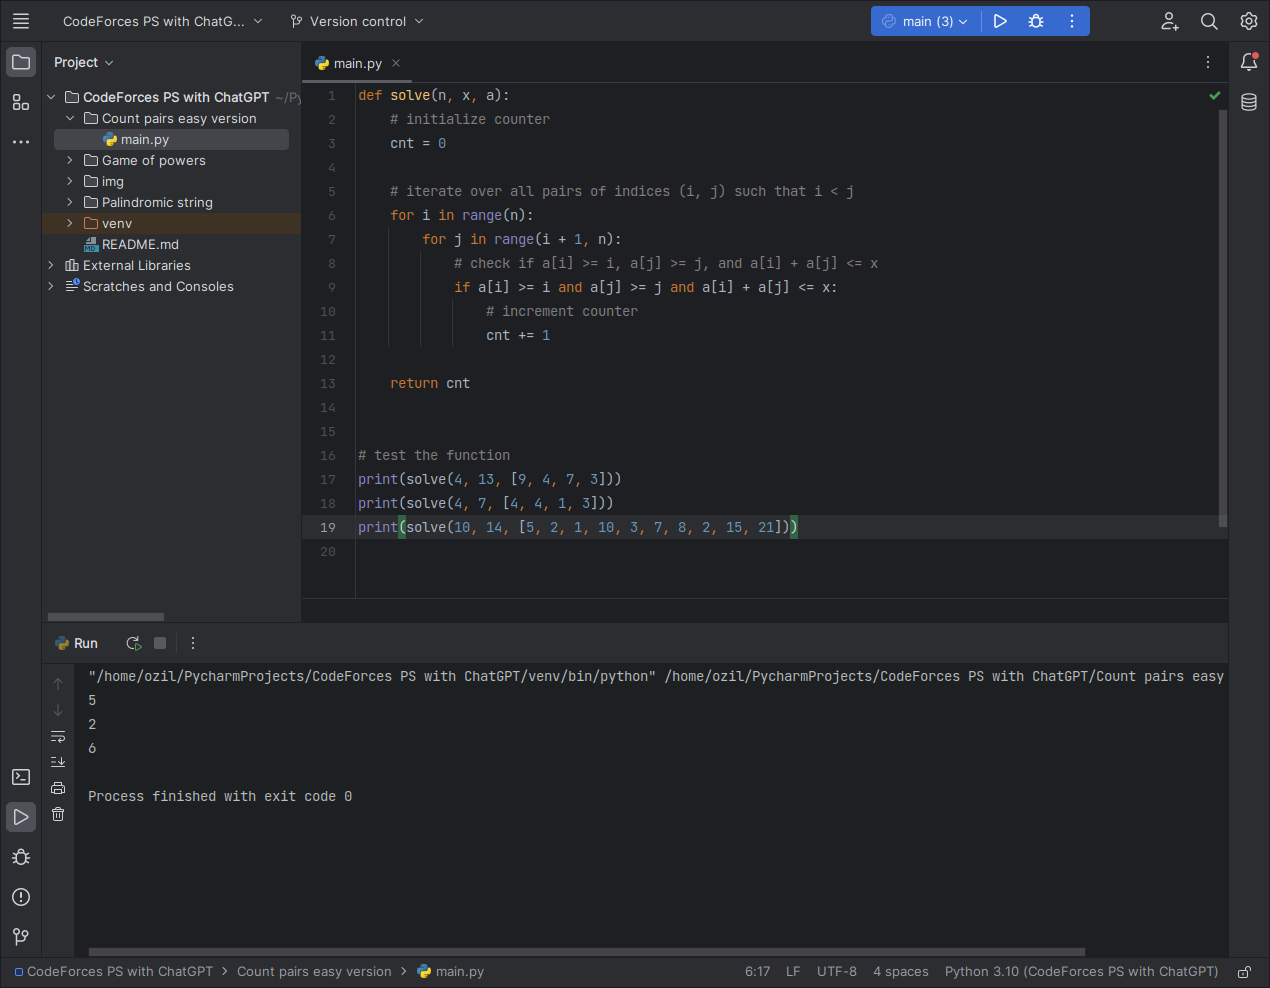 CodeForces PS with ChatG... Version control main (3)
Project
main.py
CodeForces PS with ChatGPT ~/Py
Count pairs easy version
main.py
Game of powers
img
Palindromic string
venv
README.md
External Libraries
Scratches and Consoles
1 def solve(n, x, a):
2     # initialize counter
3     cnt = 0
4
5     # iterate over all pairs of indices (i, j) such that i < j
6     for i in range(n):
7         for j in range(i + 1, n):
8             # check if a[i] >= i, a[j] >= j, and a[i] + a[j] <= x
9             if a[i] >= i and a[j] >= j and a[i] + a[j] <= x:
10                 # increment counter
11                 cnt += 1
12
13     return cnt
14
15
16 # test the function
17 print(solve(4, 13, [9, 4, 7, 3]))
18 print(solve(4, 7, [4, 4, 1, 3]))
19 print(solve(10, 14, [5, 2, 1, 10, 3, 7, 8, 2, 15, 21]))
20
Run
"/home/ozil/PycharmProjects/CodeForces PS with ChatGPT/venv/bin/python" /home/ozil/PycharmProjects/CodeForces PS with ChatGPT/Count pairs easy
5
2
6
Process finished with exit code 0
CodeForces PS with ChatGPT > Count pairs easy version > main.py 6:17 LF UTF-8 4 spaces Python 3.10 (CodeForces PS with ChatGPT)